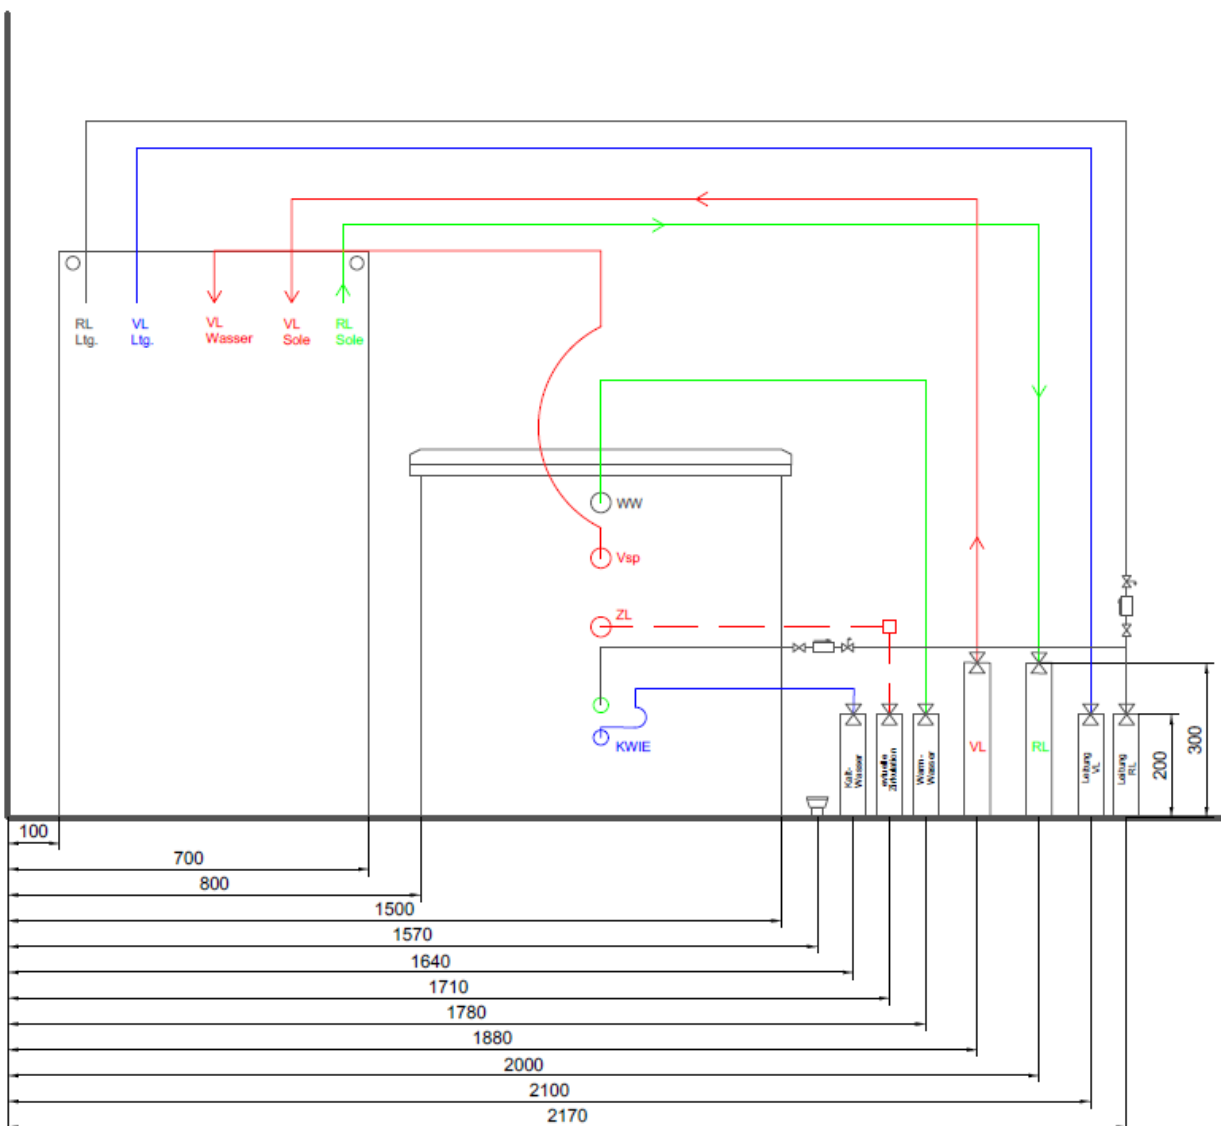 RL
Ltg.
VL
Ltg.
VL
Wasser
VL
Sole
RL
Sole
WW
Vsp
ZL
KWIE
Kalt-
Wasser
evtuelle
Zirkulation
Warm-
Wasser
VL
RL
Leitung
VL
Leitung
RL
200
300
100
700
800
1500
1570
1640
1710
1780
1880
2000
2100
2170